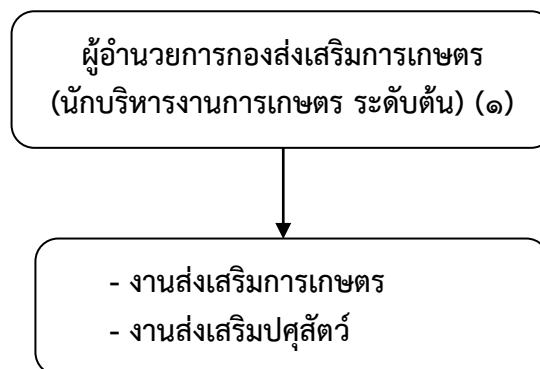 ผู้อำนวยการกองส่งเสริมการเกษตร
(นักบริหารงานการเกษตร ระดับต้น) (๑)
- งานส่งเสริมการเกษตร
- งานส่งเสริมปศุสัตว์